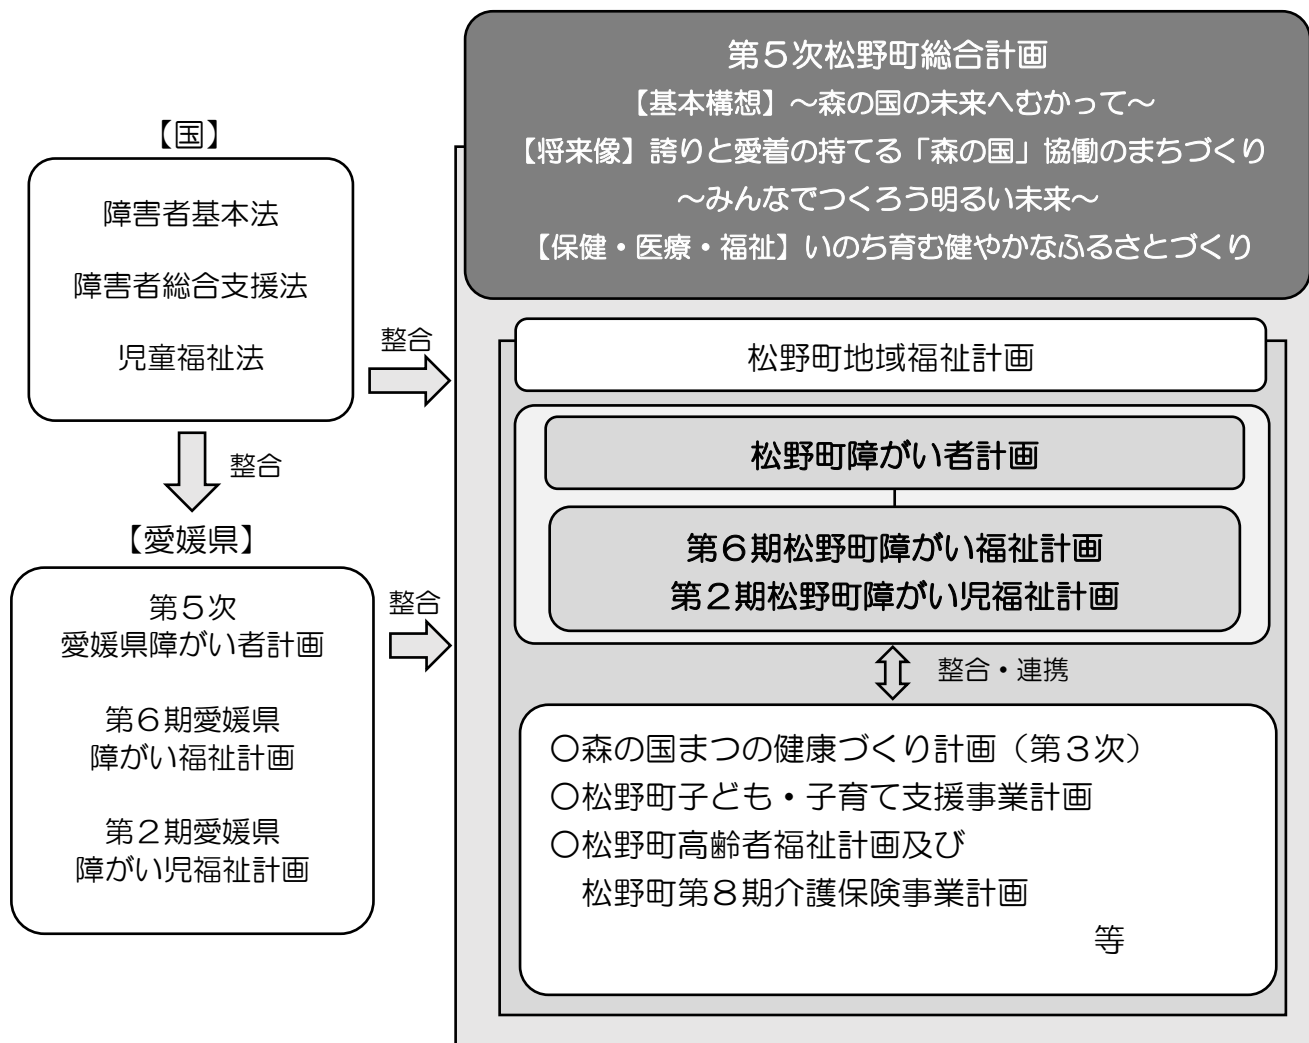 第５次松野町総合計画
【基本構想】～森の国の未来へむかって～
【将来像】誇りと愛着の持てる「森の国」協働のまちづくり
～みんなでつくろう明るい未来～
【保健・医療・福祉】いのち育む健やかなふるさとづくり
【国】
障害者基本法
障害者総合支援法
児童福祉法
整合
整合
【愛媛県】
第５次
愛媛県障がい者計画
第６期愛媛県
障がい福祉計画
第２期愛媛県
障がい児福祉計画
整合
松野町地域福祉計画
松野町障がい者計画
第６期松野町障がい福祉計画
第２期松野町障がい児福祉計画
整合・連携
〇森の国まつの健康づくり計画（第３次）
〇松野町子ども・子育て支援事業計画
〇松野町高齢者福祉計画及び
松野町第８期介護保険事業計画
等